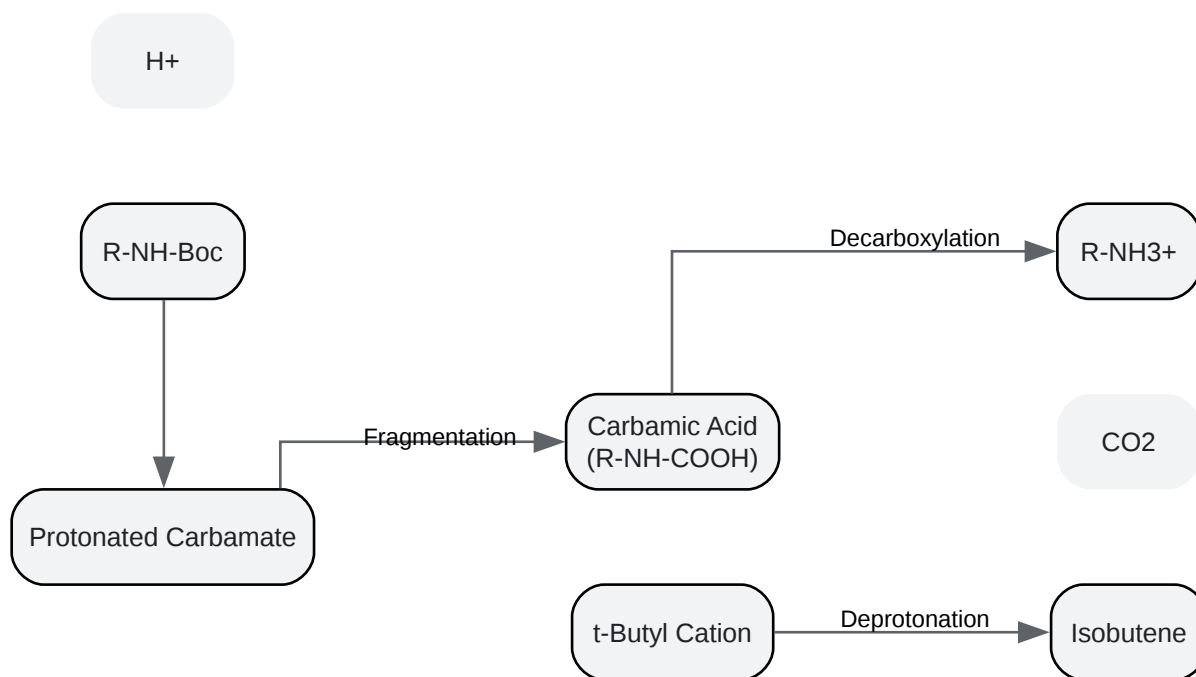 H+
R-NH-Boc
Decarboxylation
R-NH3+
Fragmentation
Carbamic Acid
(R-NH-COOH)
CO2
Protonated Carbamate
t-Butyl Cation
Deprotonation
Isobutene